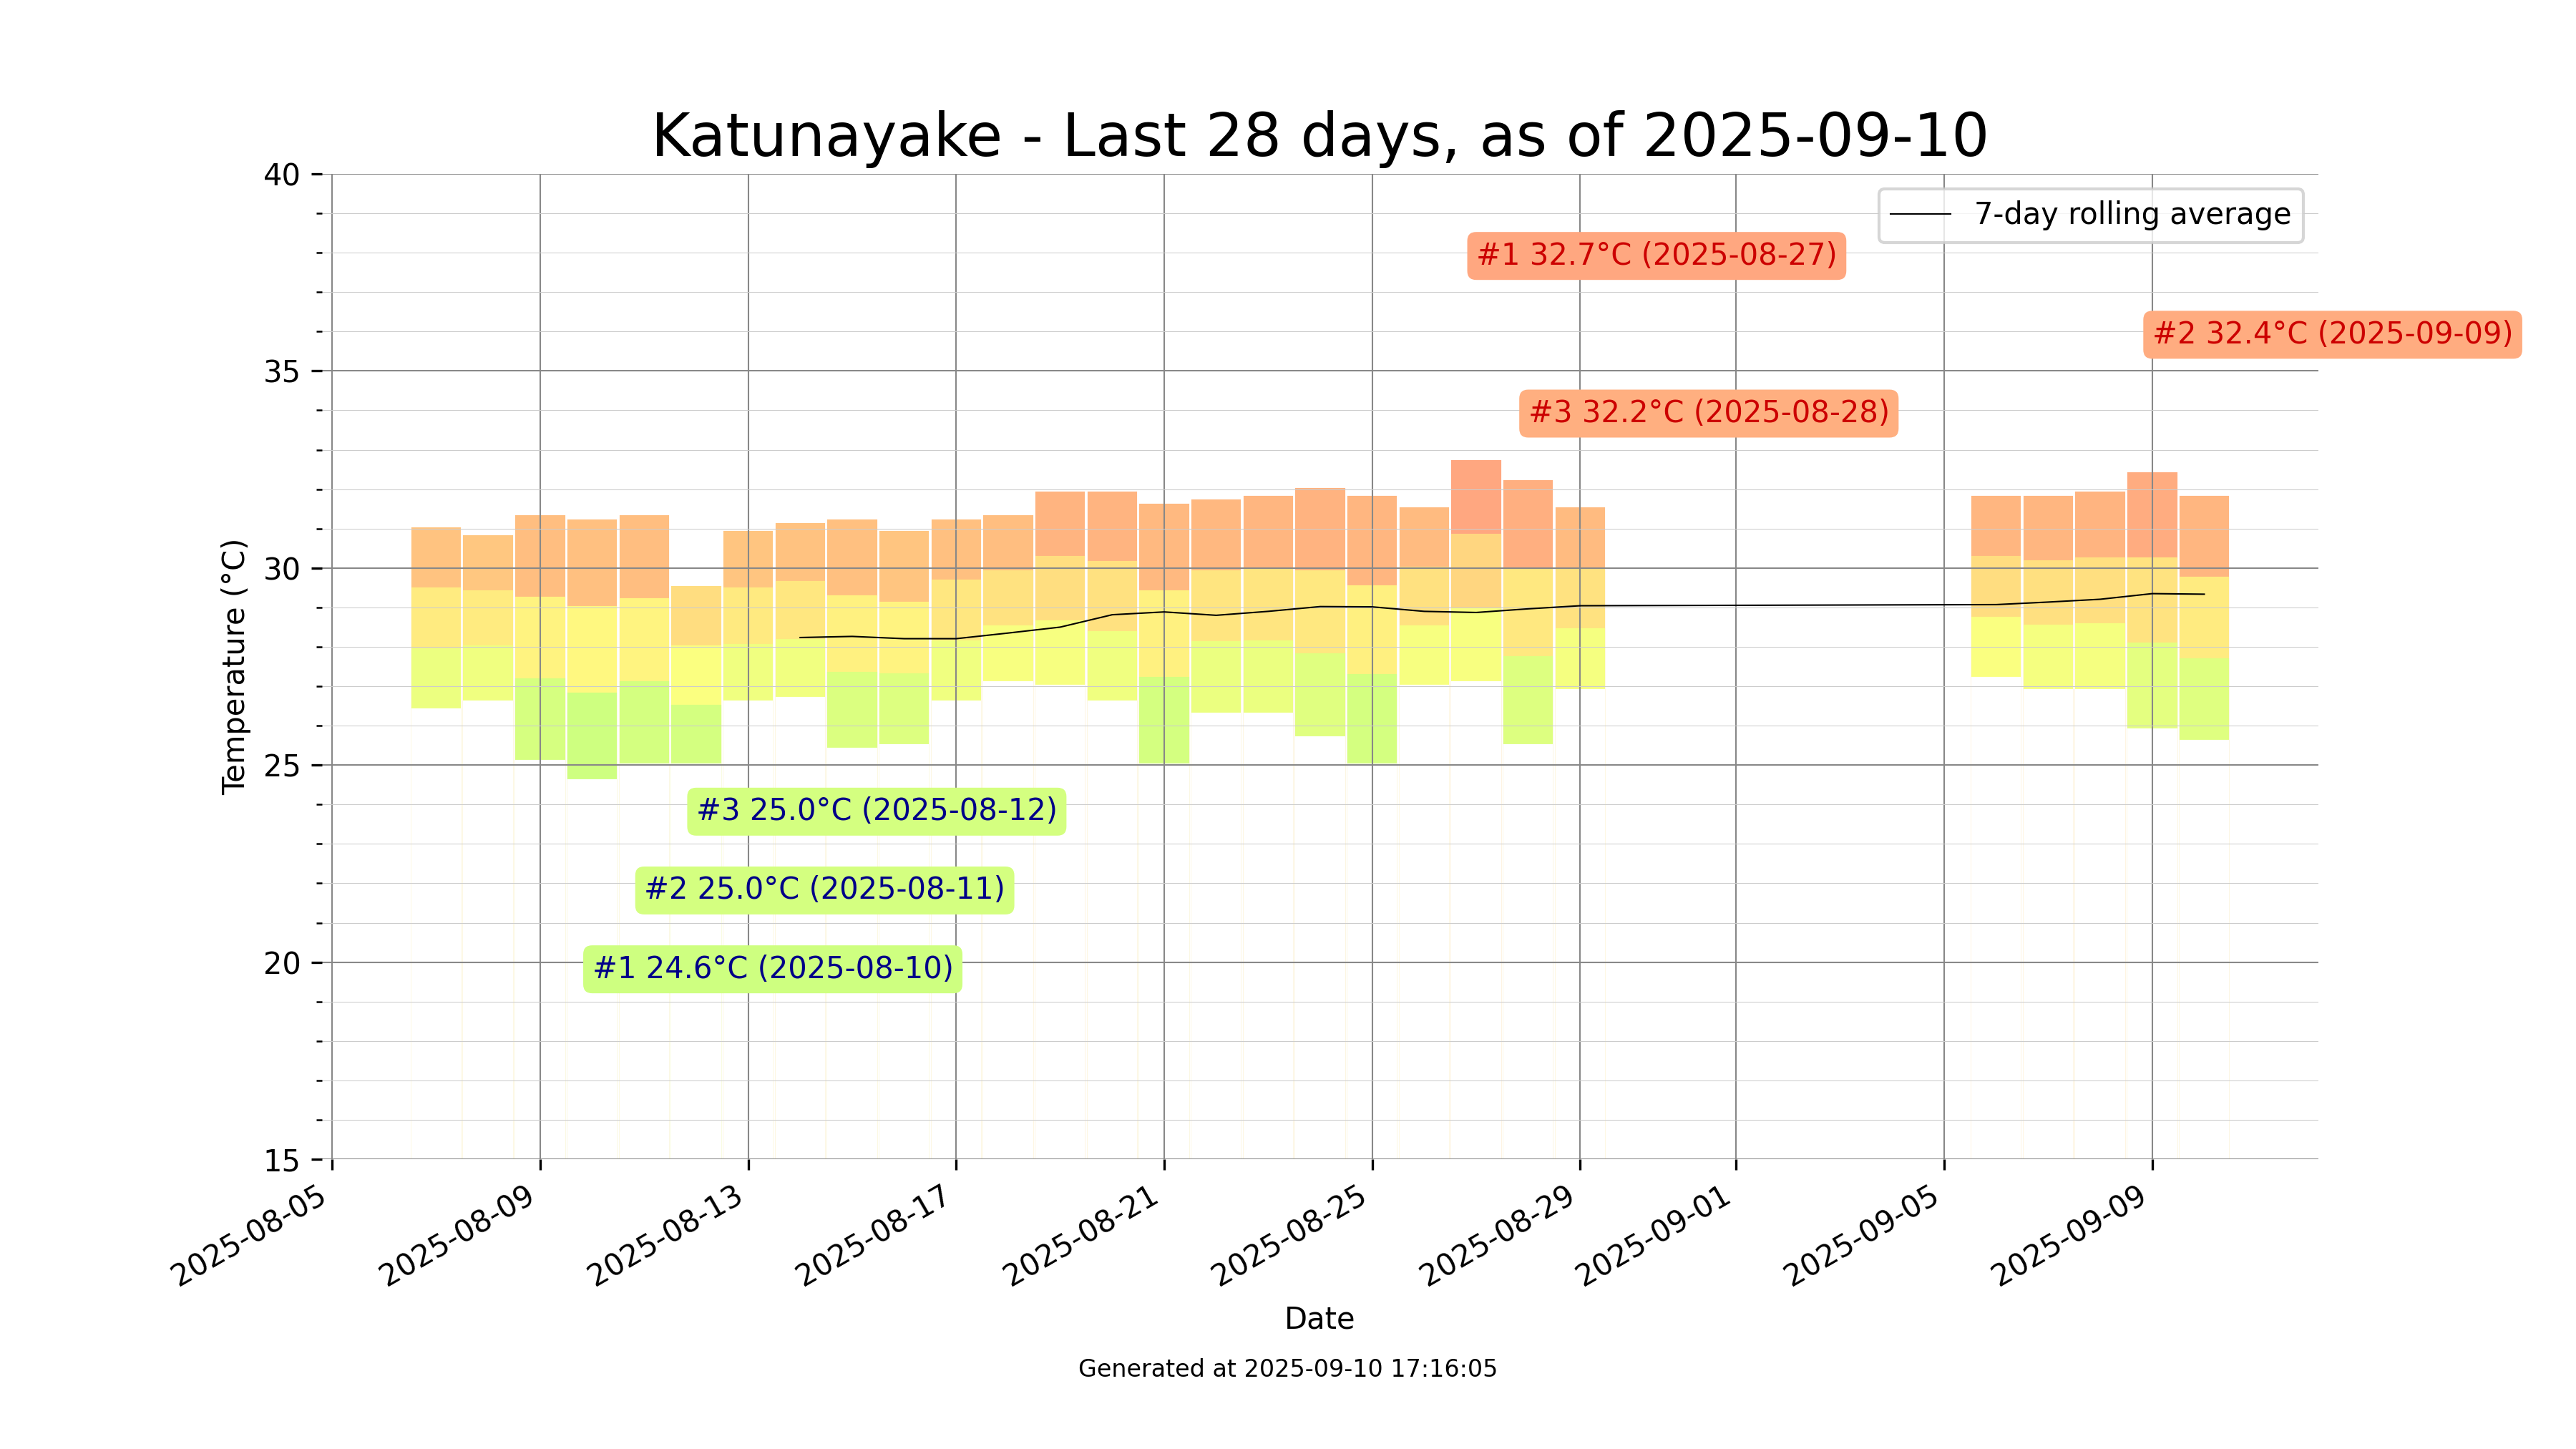 Katunayake - Last 28 days, as of 2025-09-10
40
35
30
25
20
15
Temperature (°C)
7-day rolling average
#1 32.7°C (2025-08-27)
#2 32.4°C (2025-09-09)
#3 32.2°C (2025-08-28)
#3 25.0°C (2025-08-12)
#2 25.0°C (2025-08-11)
#1 24.6°C (2025-08-10)
2025-08-05
2025-08-09
2025-08-13
2025-08-17
2025-08-21
2025-08-25
2025-08-29
2025-09-01
2025-09-05
2025-09-09
Date
Generated at 2025-09-10 17:16:05